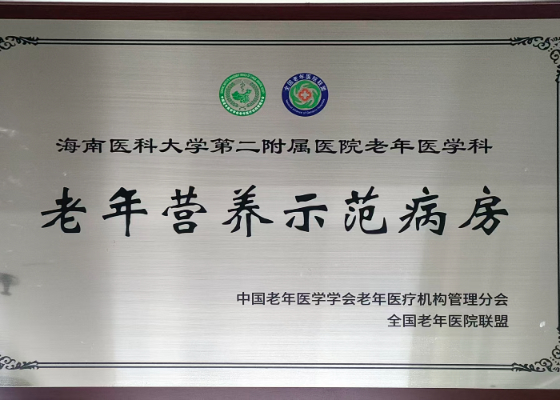 海南医科大学第二附属医院老年医学科
老年营养示范病房
中国老年医学学会老年医疗机构管理分会
全国老年医院联盟